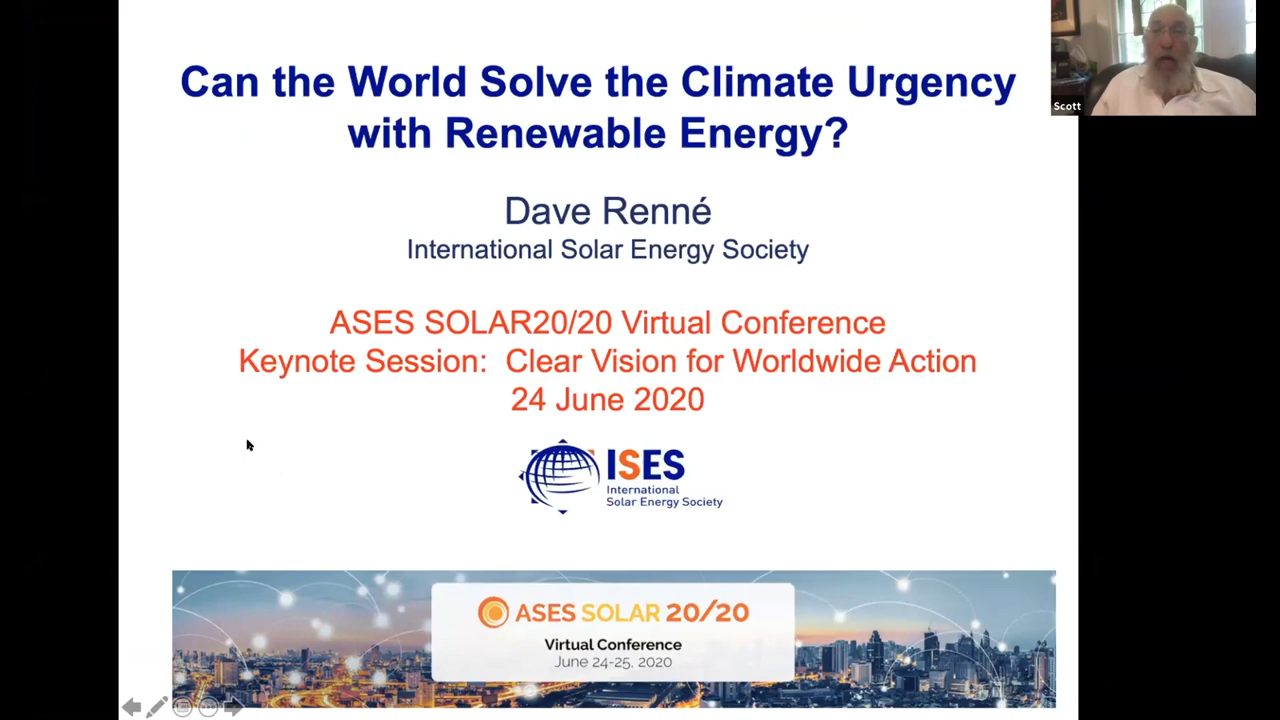 Can the World Solve the Climate Urgency
with Renewable Energy?
Dave Renné
International Solar Energy Society
ASES SOLAR20/20 Virtual Conference
Keynote Session: Clear Vision for Worldwide Action
24 June 2020
ISES
International
Solar Energy Society
ASES SOLAR 20/20
Virtual Conference
June 24-25, 2020
Scott